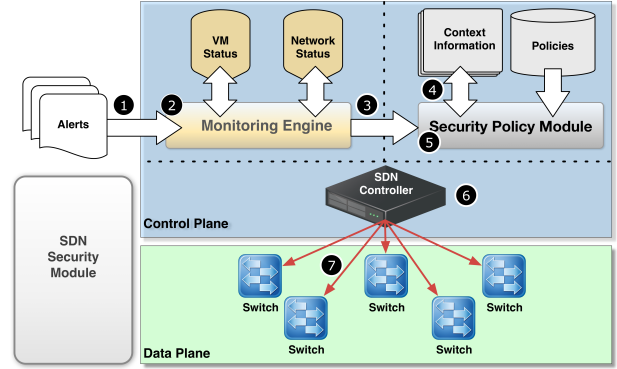 VM
Status
Network
Status
Context
Information
Policies
1
2
3
4
5
Alerts
Monitoring Engine
Security Policy Module
SDN
Controller
6
Control Plane
SDN
Security
Module
7
Switch
Switch
Switch
Switch
Switch
Data Plane